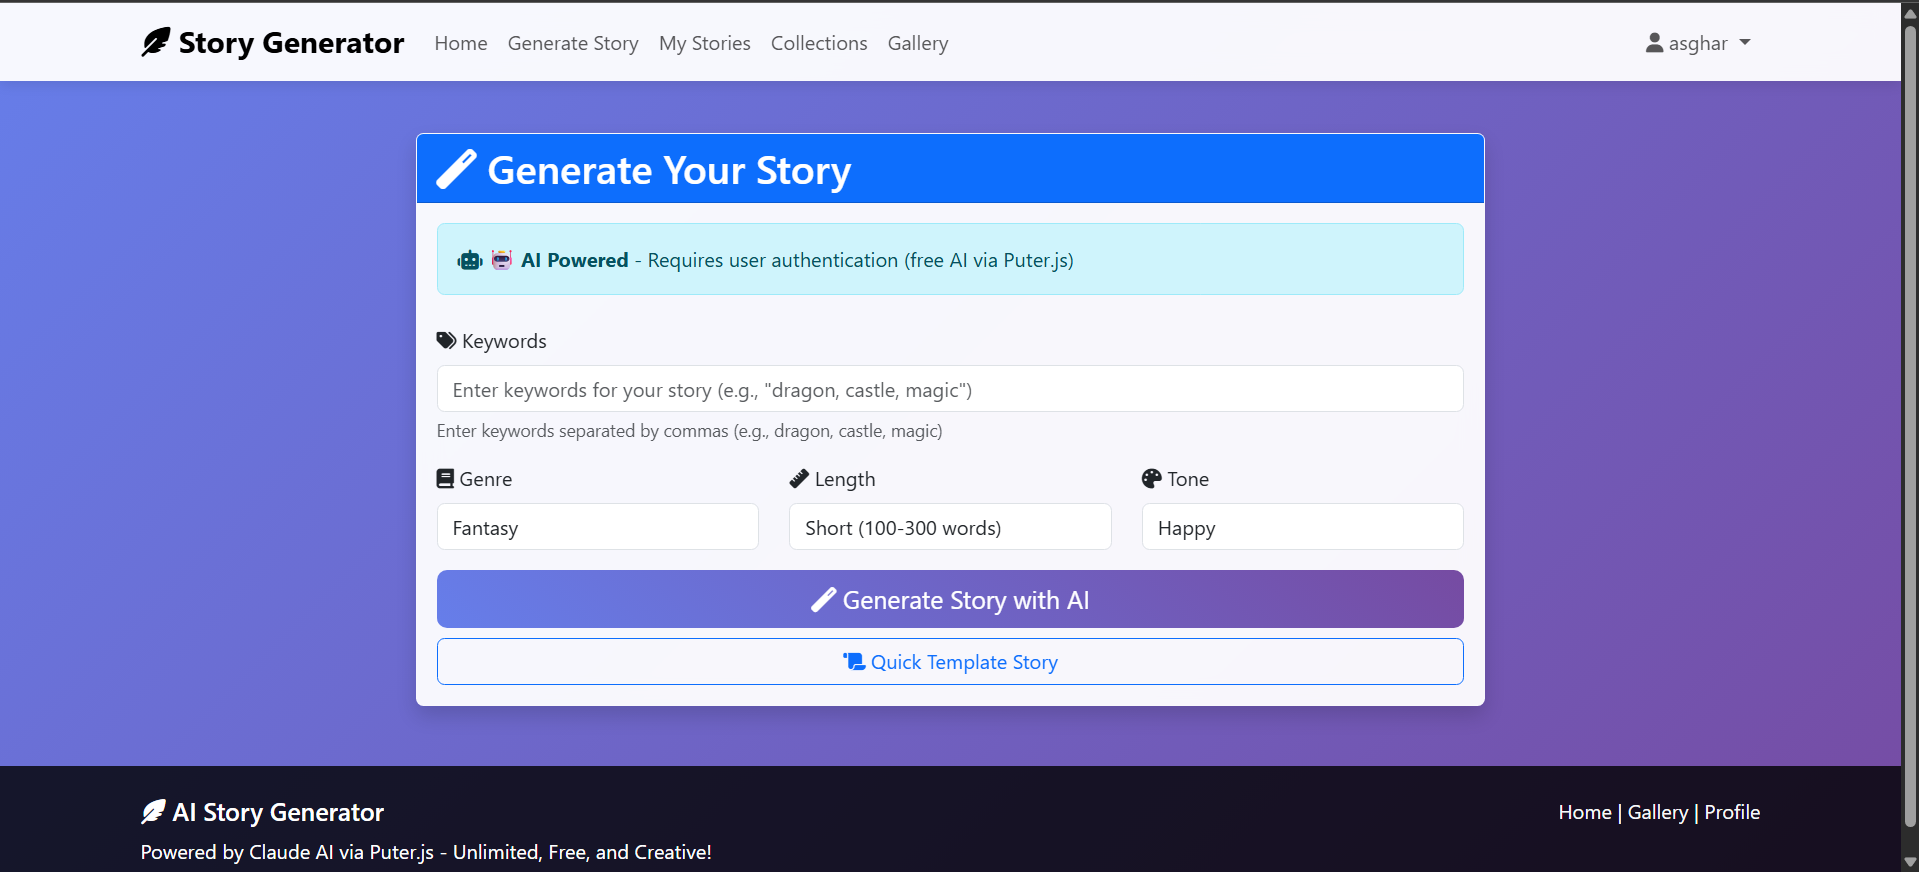 Story Generator Home Generate Story My Stories Collections Gallery asghar
Generate Your Story
AI Powered - Requires user authentication (free AI via Puter.js)
Keywords
Enter keywords for your story (e.g., "dragon, castle, magic")
Enter keywords separated by commas (e.g., dragon, castle, magic)
Genre Length Tone
Fantasy Short (100-300 words) Happy
Generate Story with AI
Quick Template Story
AI Story Generator Home | Gallery | Profile
Powered by Claude AI via Puter.js - Unlimited, Free, and Creative!